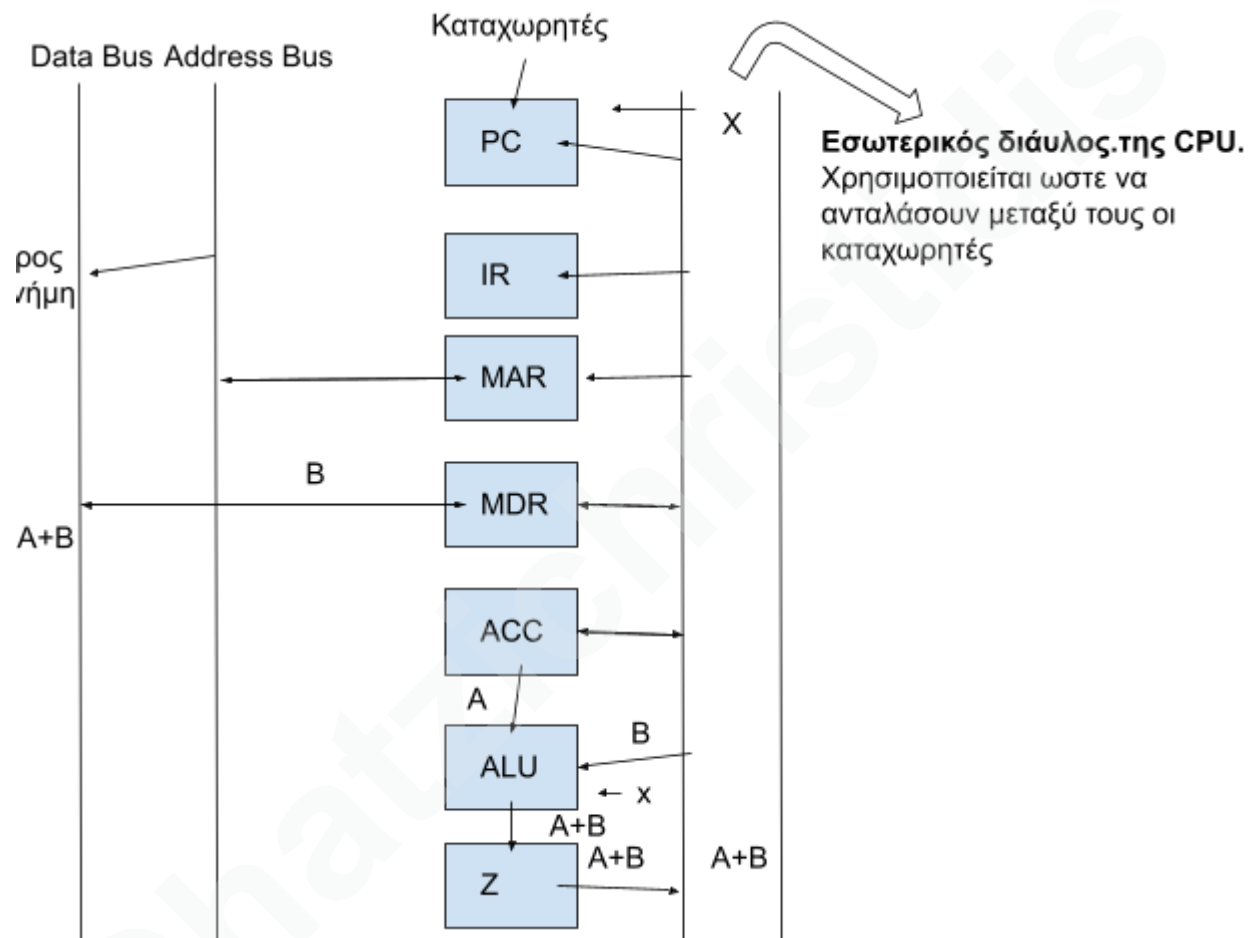 Καταχωρητές
Data Bus Address Bus
X
PC
Εσωτερικός διάυλος.της CPU.
Χρησιμοποιείται ωστε να
ανταλάσουν μεταξύ τους οι
καταχωρητές
IR
MAR
B
MDR
A+B
ACC
A
B
ALU
x
A+B
A+B
A+B
Z
hatzichristidis